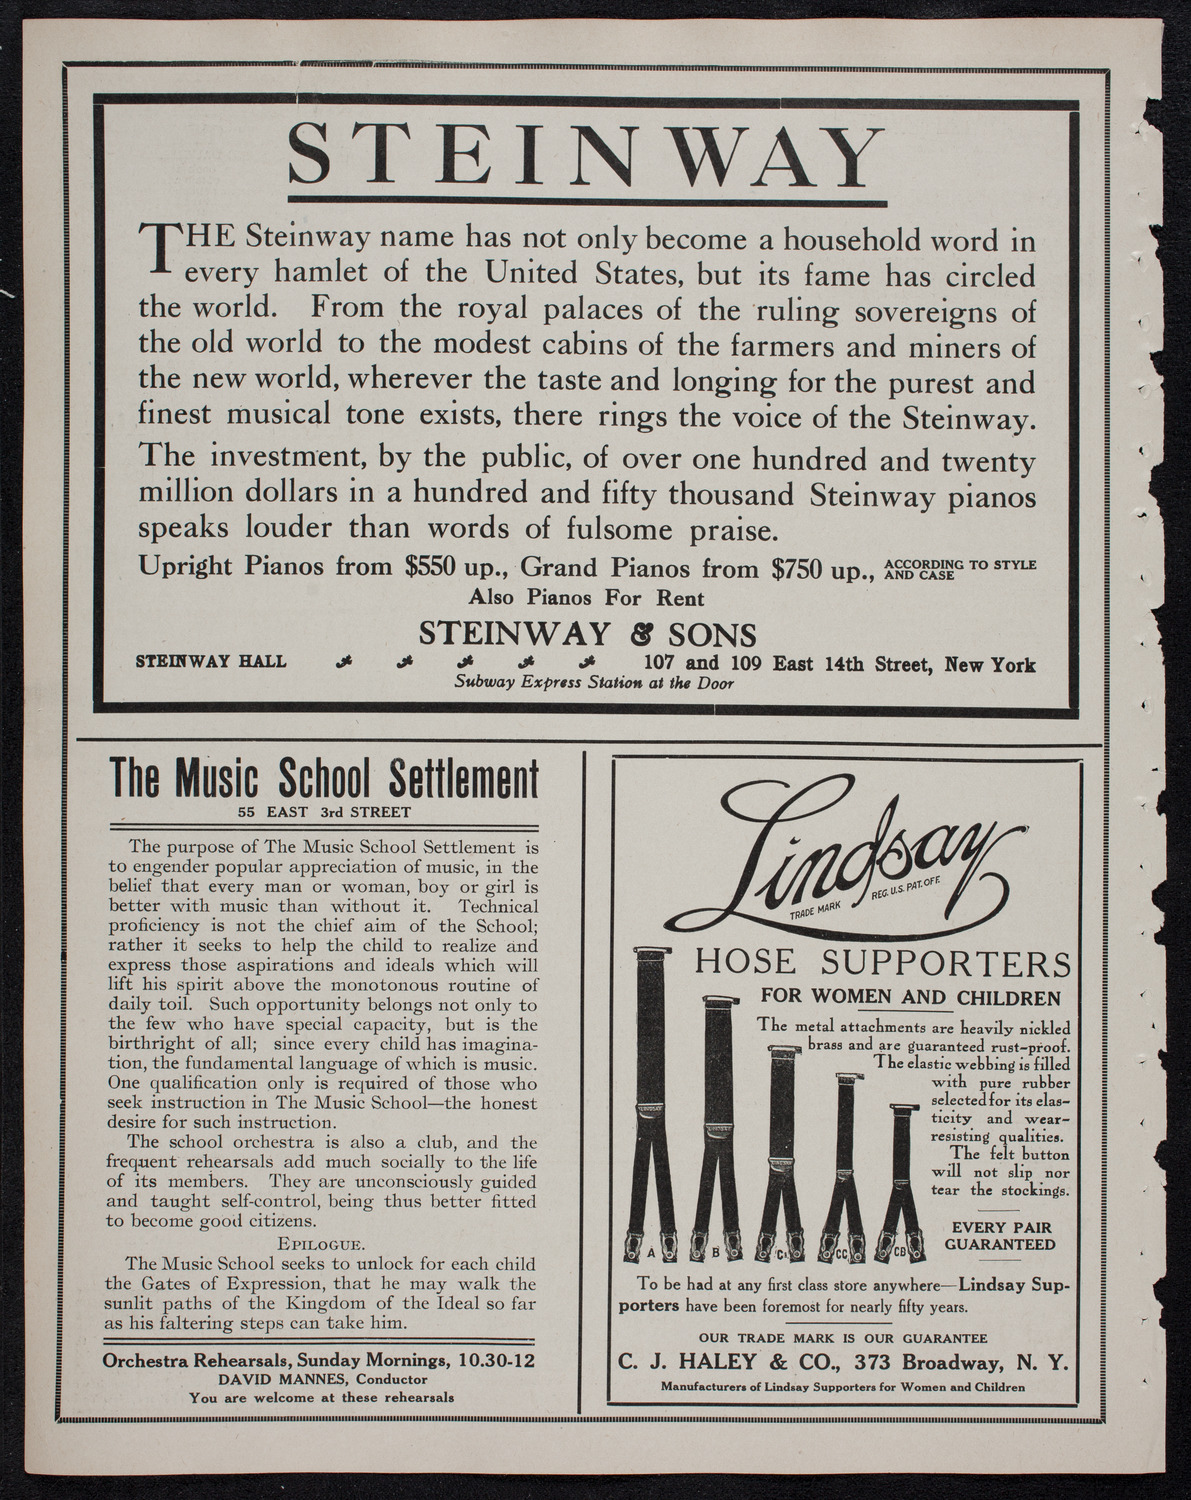 STEINWAY
THE Steinway name has not only become a household word in
every hamlet of the United States, but its fame has circled
the world. From the royal palaces of the ruling sovereigns of
the old world to the modest cabins of the farmers and miners of
the new world, wherever the taste and longing for the purest and
finest musical tone exists, there rings the voice of the Steinway.
The investment, by the public, of over one hundred and twenty
million dollars in a hundred and fifty thousand Steinway pianos
speaks louder than words of fulsome praise.
Upright Pianos from $550 up., Grand Pianos from $750 up., ACCORDING TO STYLE AND CASE
Also Pianos For Rent
STEINWAY & SONS
STEINWAY HALL 107 and 109 East 14th Street, New York
Subway Express Station at the Door
The Music School Settlement
55 EAST 3rd STREET
The purpose of The Music School Settlement is
to engender popular appreciation of music, in the
belief that every man or woman, boy or girl is
better with music than without it. Technical
proficiency is not the chief aim of the School;
rather it seeks to help the child to realize and
express those aspirations and ideals which will
lift his spirit above the monotonous routine of
daily toil. Such opportunity belongs not only to
the few who have special capacity, but is the
birthright of all; since every child has imagina-
tion, the fundamental language of which is music.
One qualification only is required of those who
seek instruction in The Music School—the honest
desire for such instruction.
The school orchestra is also a club, and the
frequent rehearsals add much socially to the life
of its members. They are unconsciously guided
and taught self-control, being thus better fitted
to become good citizens.
EPILOGUE.
The Music School seeks to unlock for each child
the Gates of Expression, that he may walk the
sunlit paths of the Kingdom of the Ideal so far
as his faltering steps can take him.
Orchestra Rehearsals, Sunday Mornings, 10.30-12
DAVID MANNES, Conductor
You are welcome at these rehearsals
Lindsay
TRADE MARK REG. U.S. PAT. OFF.
HOSE SUPPORTERS
FOR WOMEN AND CHILDREN
The metal attachments are heavily nickled
brass and are guaranteed rust-proof.
The elastic webbing is filled
with pure rubber
selected for its elas-
ticity and wear-
resisting qualities.
The felt button
will not slip nor
tear the stockings.
EVERY PAIR
GUARANTEED
A B C CC CB
To be had at any first class store anywhere—Lindsay Sup-
porters have been foremost for nearly fifty years.
OUR TRADE MARK IS OUR GUARANTEE
C. J. HALEY & CO., 373 Broadway, N. Y.
Manufacturers of Lindsay Supporters for Women and Children